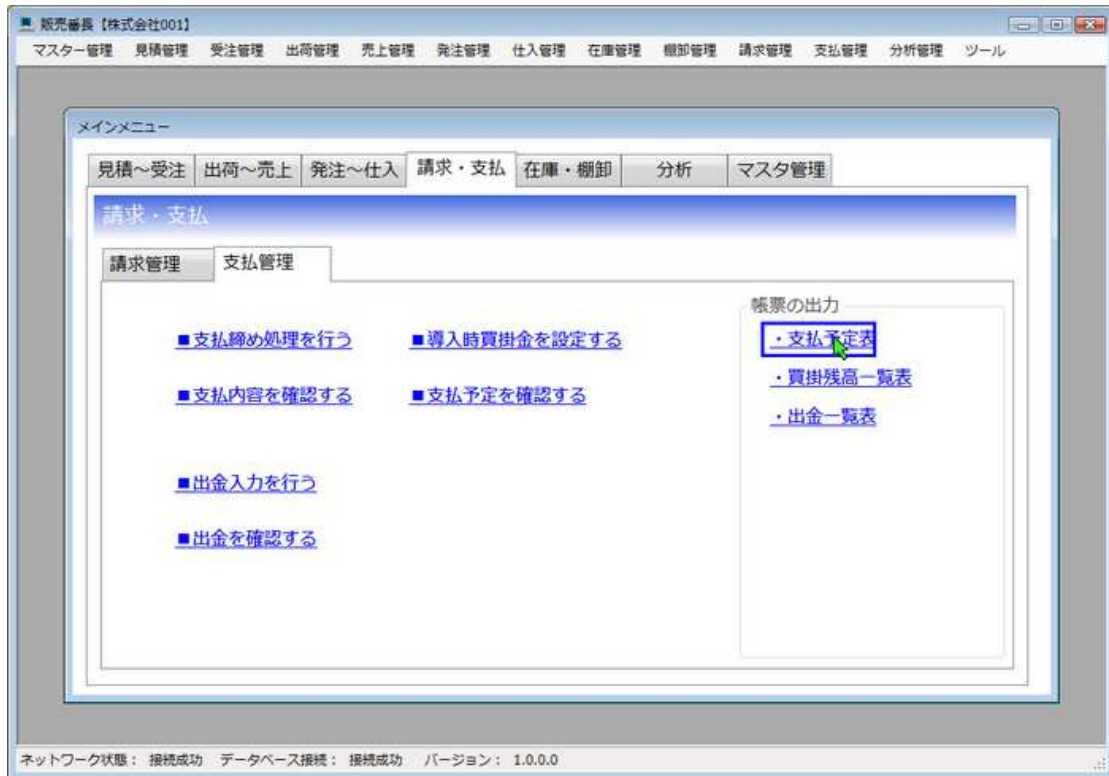 販売番長【株式会社001】
マスター管理 見積管理 受注管理 出荷管理 売上管理 発注管理 仕入管理 在庫管理 棚卸管理 請求管理 支払管理 分析管理 ツール
メインメニュー
見積～受注 出荷～売上 発注～仕入 請求・支払 在庫・棚卸 分析 マスタ管理
請求・支払
請求管理 支払管理
帳票の出力
■支払締め処理を行う ■導入時買掛金を設定する ・支払予定表
・買掛残高一覧表
■支払内容を確認する ■支払予定を確認する
・出金一覧表
■出金入力を行う
■出金を確認する
ネットワーク状態： 接続成功 データベース接続： 接続成功 バージョン： 1.0.0.0